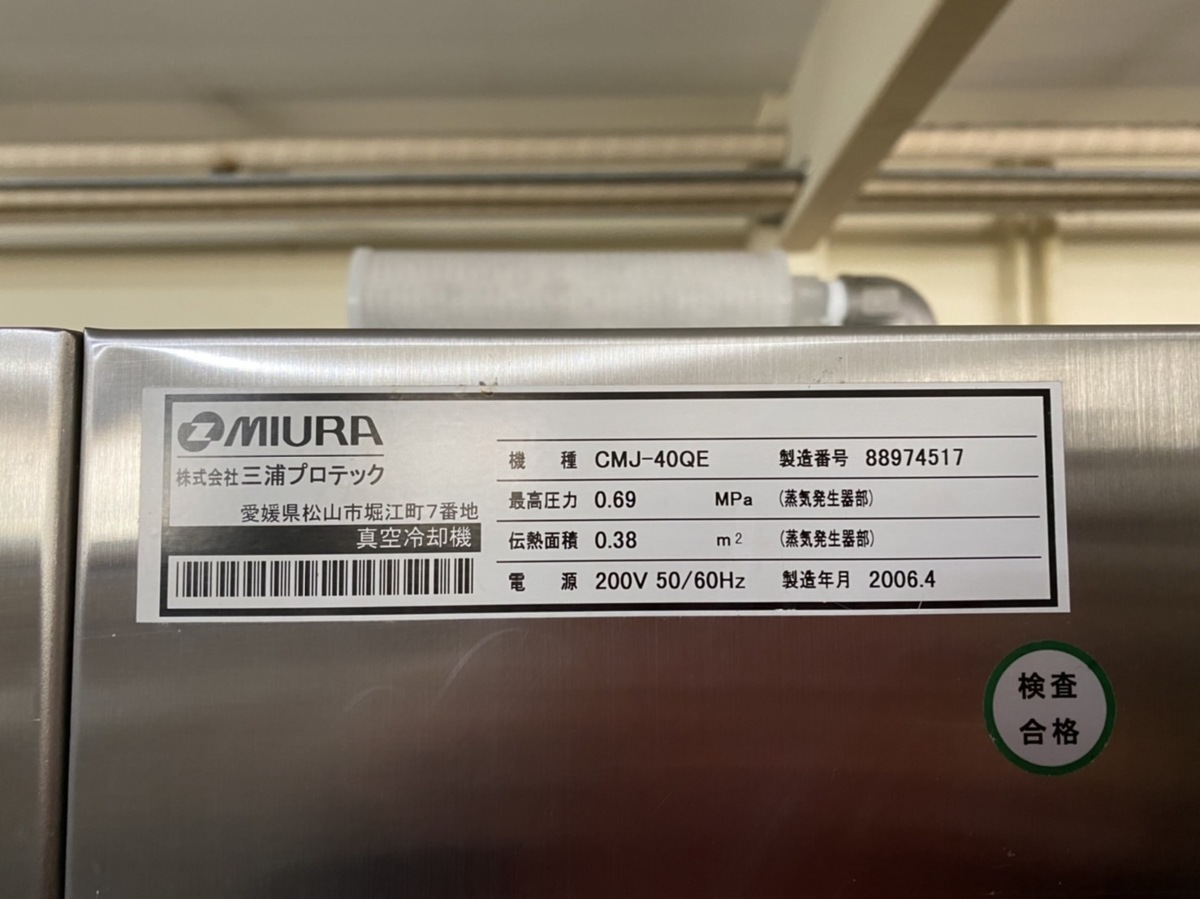 MIURA
株式会社三浦プロテック
愛媛県松山市堀江町7番地
真空冷却機
機 種 CMJ-40QE 製造番号 88974517
最高圧力 0.69 MPa (蒸気発生器部)
伝熱面積 0.38 m² (蒸気発生器部)
電 源 200V 50/60Hz 製造年月 2006.4
検査
合格